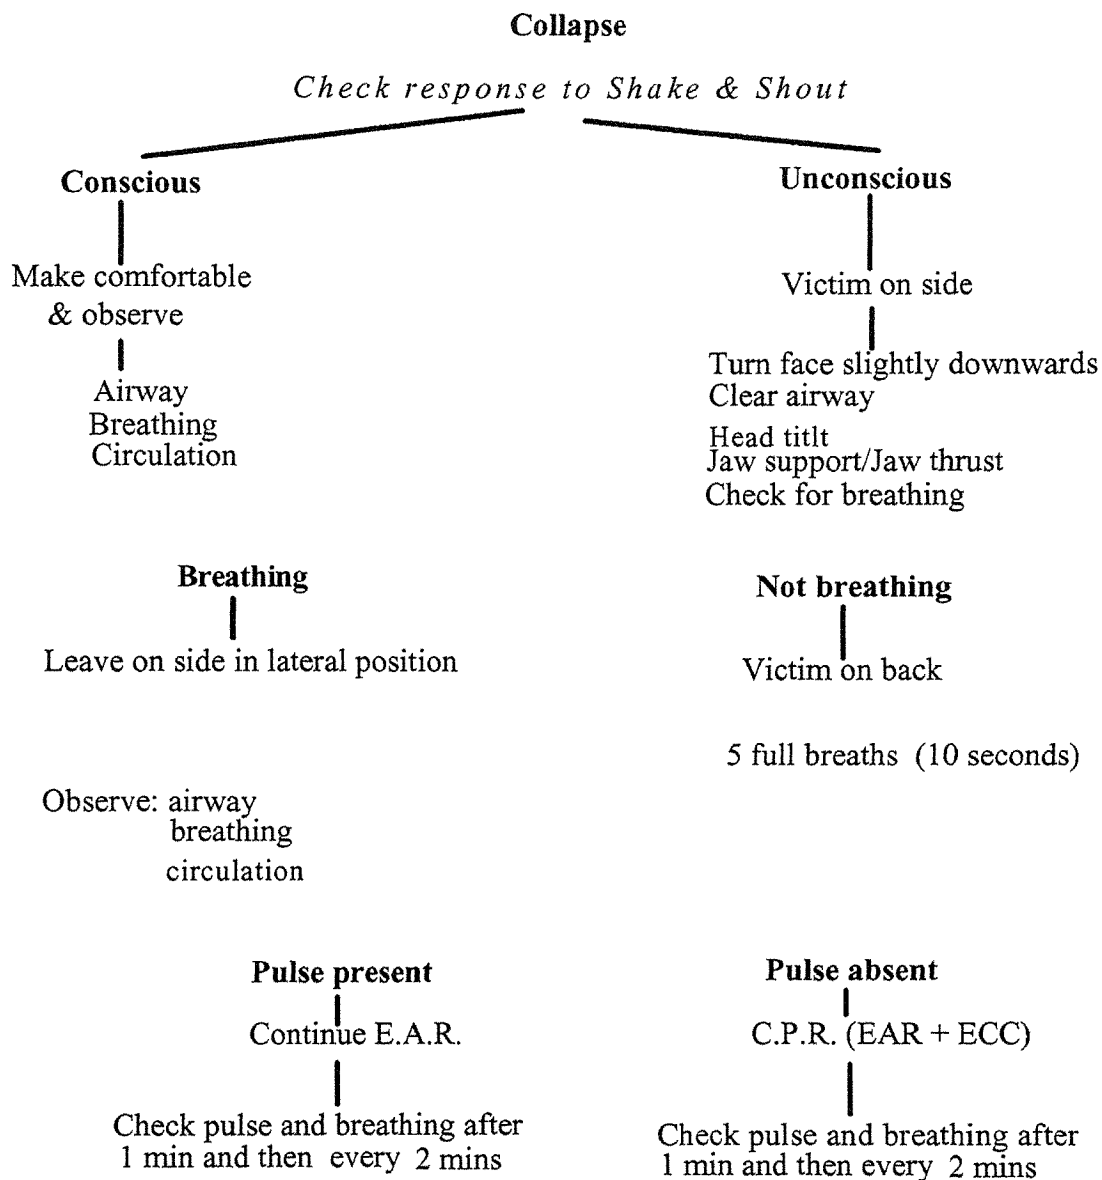 Collapse
Check response to Shake & Shout
Conscious
Unconscious
Make comfortable
& observe
Victim on side
Airway
Breathing
Circulation
Turn face slightly downwards
Clear airway
Head titlt
Jaw support/Jaw thrust
Check for breathing
Breathing
Not breathing
Leave on side in lateral position
Victim on back
5 full breaths (10 seconds)
Observe: airway
breathing
circulation
Pulse present
Pulse absent
Continue E.A.R.
C.P.R. (EAR + ECC)
Check pulse and breathing after
1 min and then every 2 mins
Check pulse and breathing after
1 min and then every 2 mins